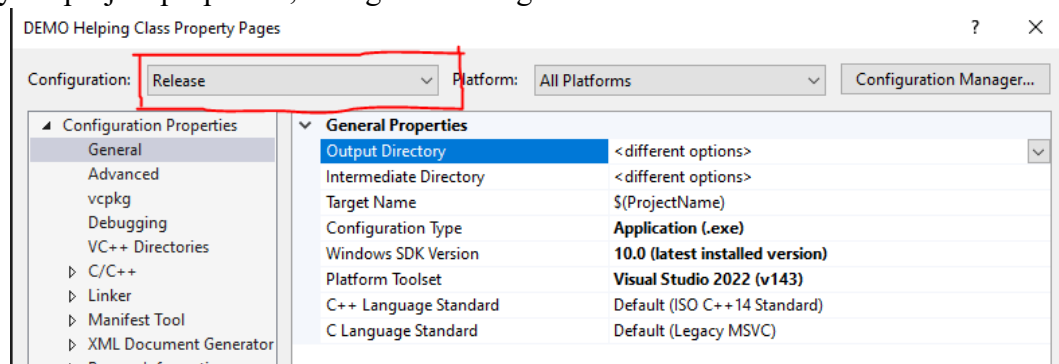 DEMO Helping Class Property Pages ? ×
Configuration: Release Platform: All Platforms Configuration Manager...
Configuration Properties
General
Advanced
vcpkg
Debugging
VC++ Directories
C/C++
Linker
Manifest Tool
XML Document Generator
General Properties
Output Directory <different options>
Intermediate Directory <different options>
Target Name $(ProjectName)
Configuration Type Application (.exe)
Windows SDK Version 10.0 (latest installed version)
Platform Toolset Visual Studio 2022 (v143)
C++ Language Standard Default (ISO C++14 Standard)
C Language Standard Default (Legacy MSVC)